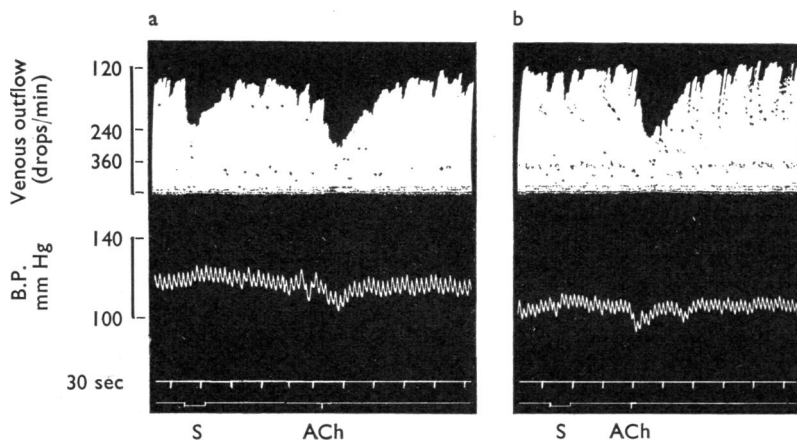 a
b
Venous outflow
(drops/min)
120
240
360
B.P.
mm Hg
140
100
30 sec
S
ACh
S
ACh